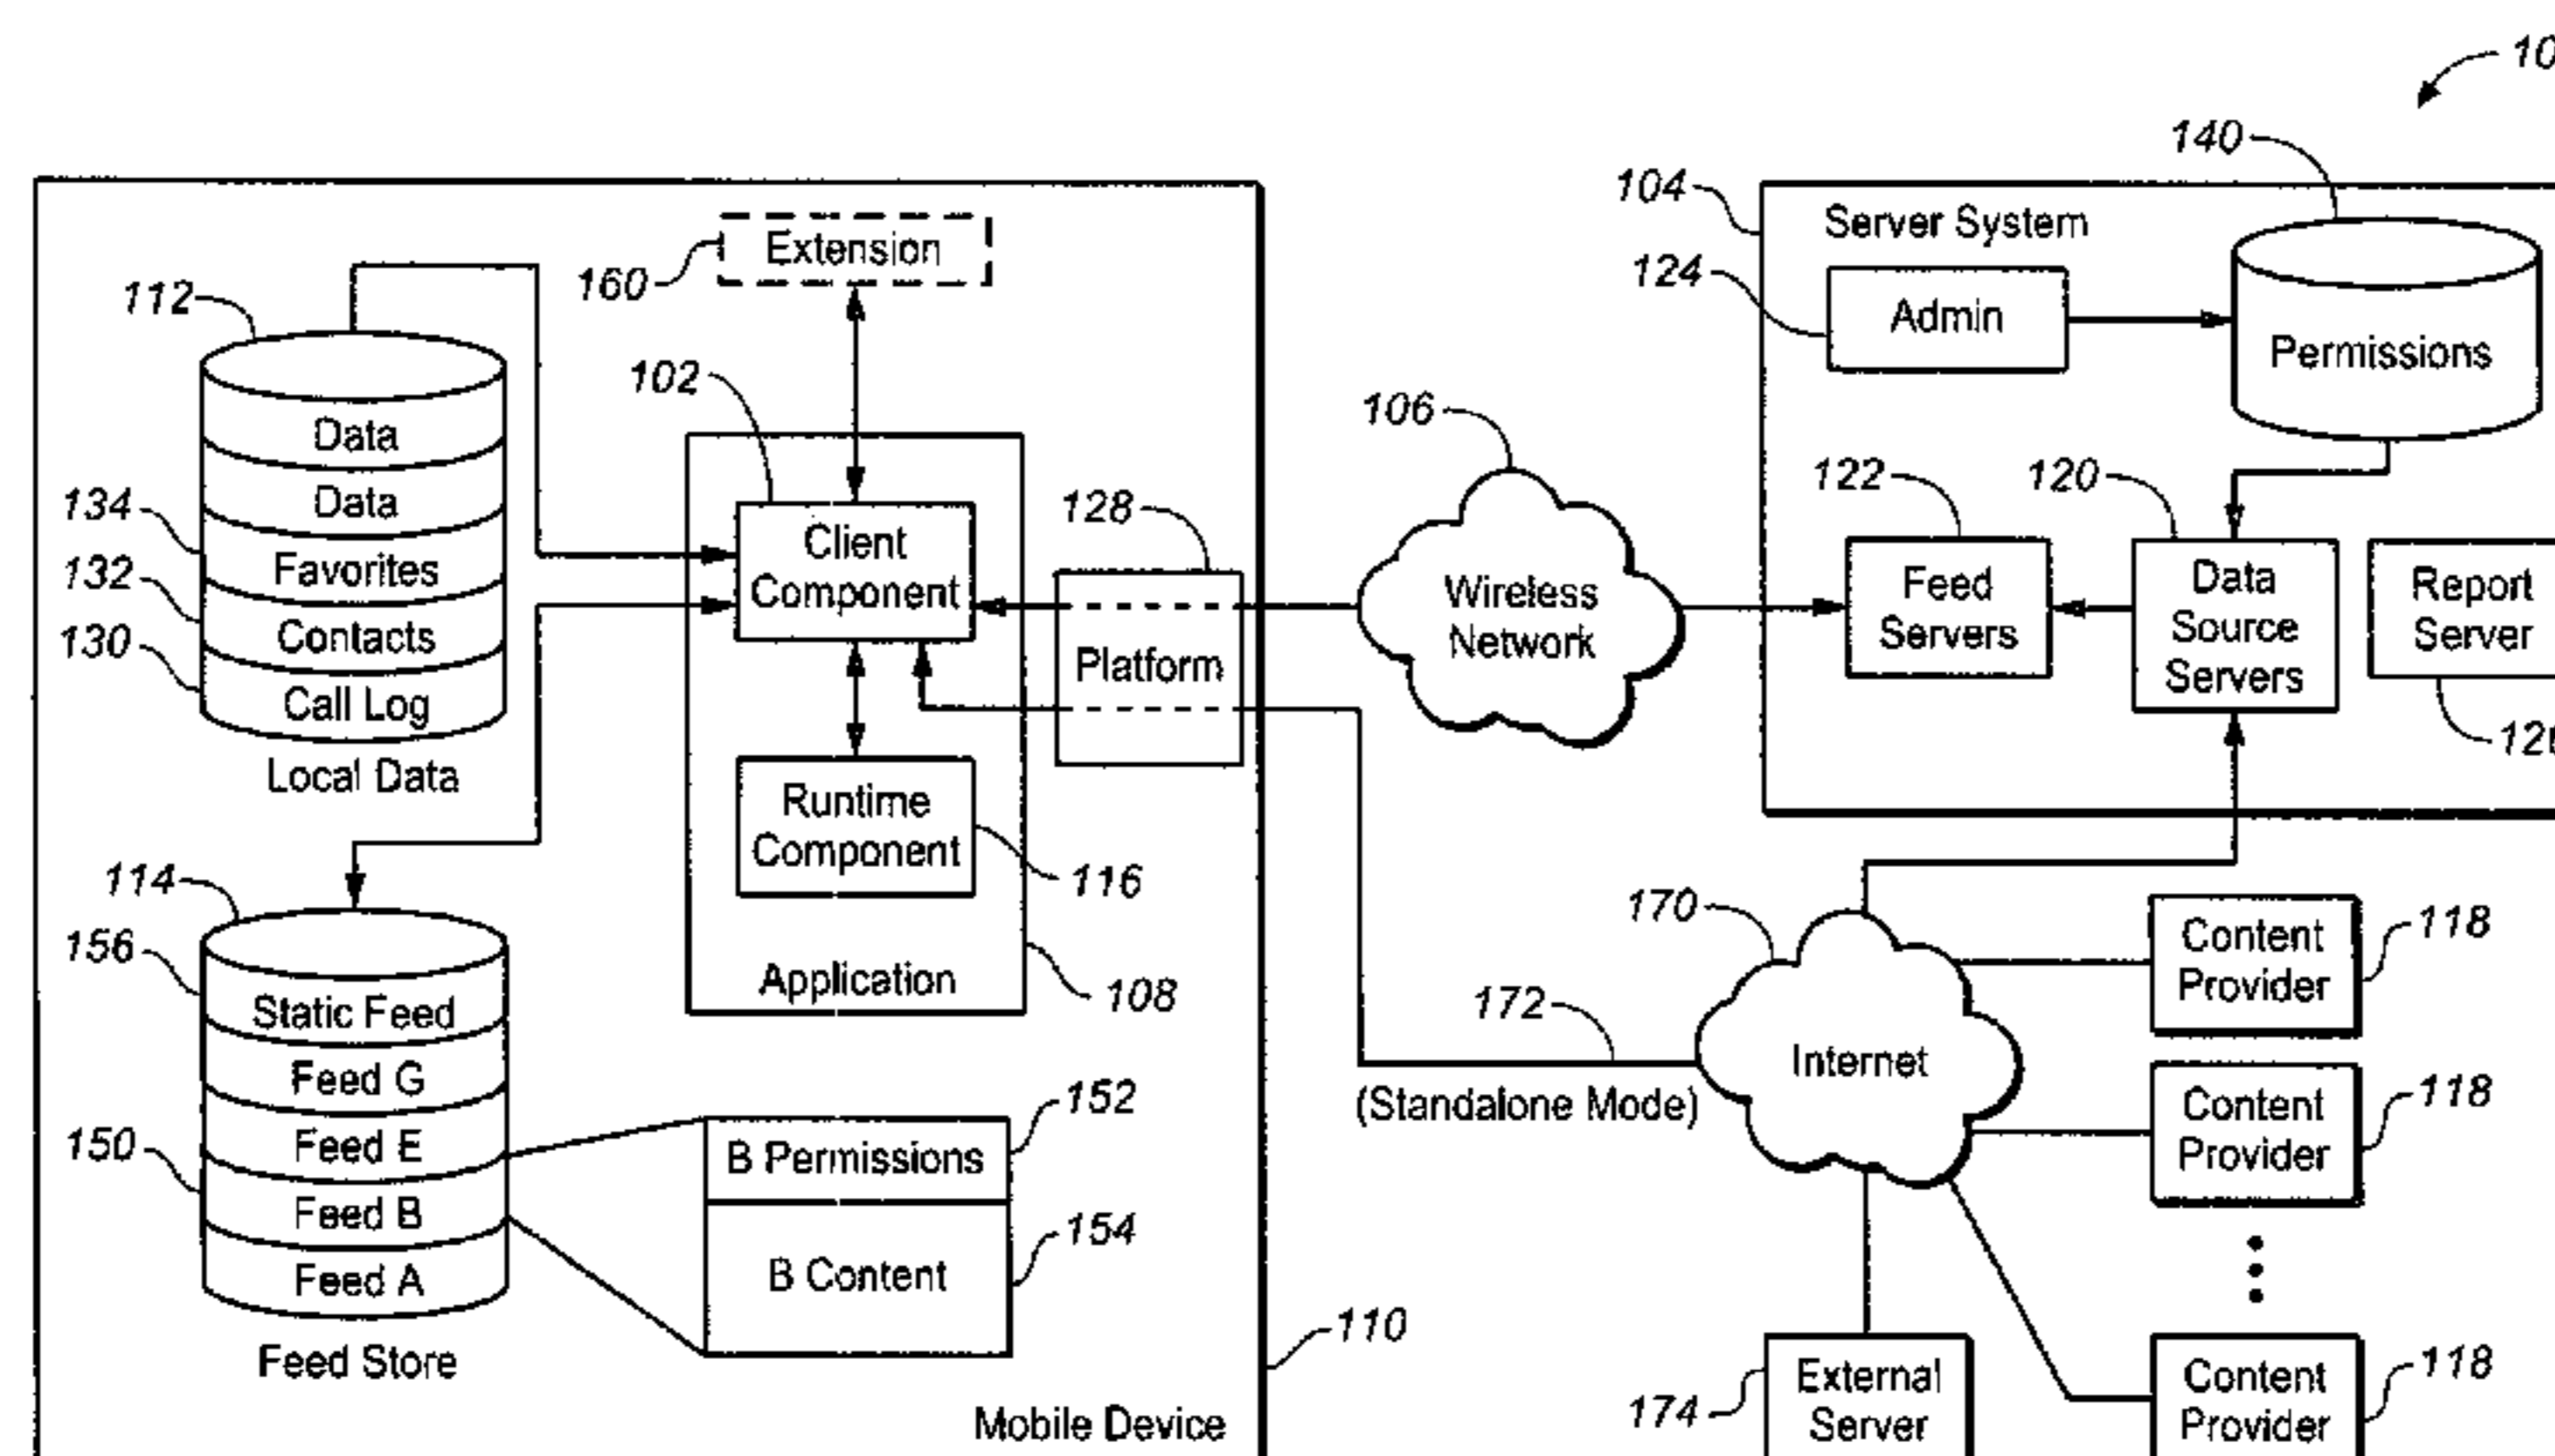 10
140
104
Server System
124
Admin
Permissions
Extension
160
112
102
106
Data
Data
134
Favorites
132
Contacts
130
Call Log
Local Data
Client
Component
128
Platform
Wireless
Network
122
120
Feed
Servers
Data
Source
Servers
Report
Server
12
Runtime
Component
116
Application
108
114
156
Static Feed
Feed G
Feed E
150
Feed B
Feed A
Feed Store
B Permissions
152
B Content
154
110
Mobile Device
170
172
(Standalone Mode)
Internet
Content
Provider
118
Content
Provider
118
Content
Provider
118
External
Server
174